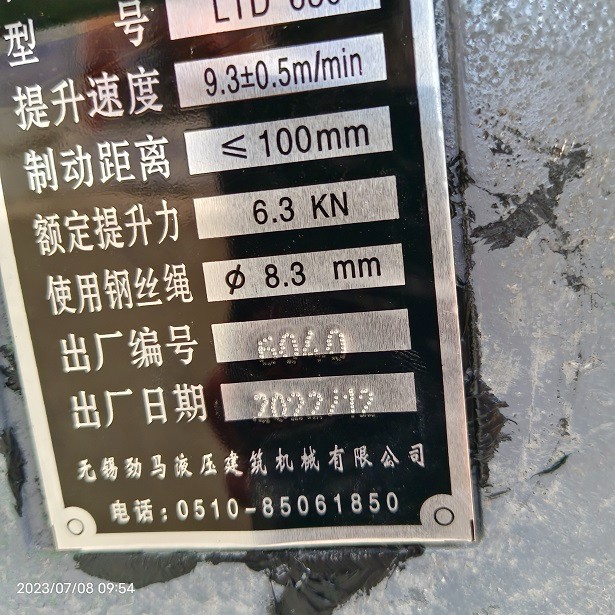 型号 LTD
提升速度 9.3±0.5m/min
制动距离 ≤100mm
额定提升力 6.3 KN
使用钢丝绳 φ 8.3 mm
出厂编号 6040
出厂日期 2022/12
无锡劲马液压建筑机械有限公司
电话:0510-85061850
2023/07/08 09:54